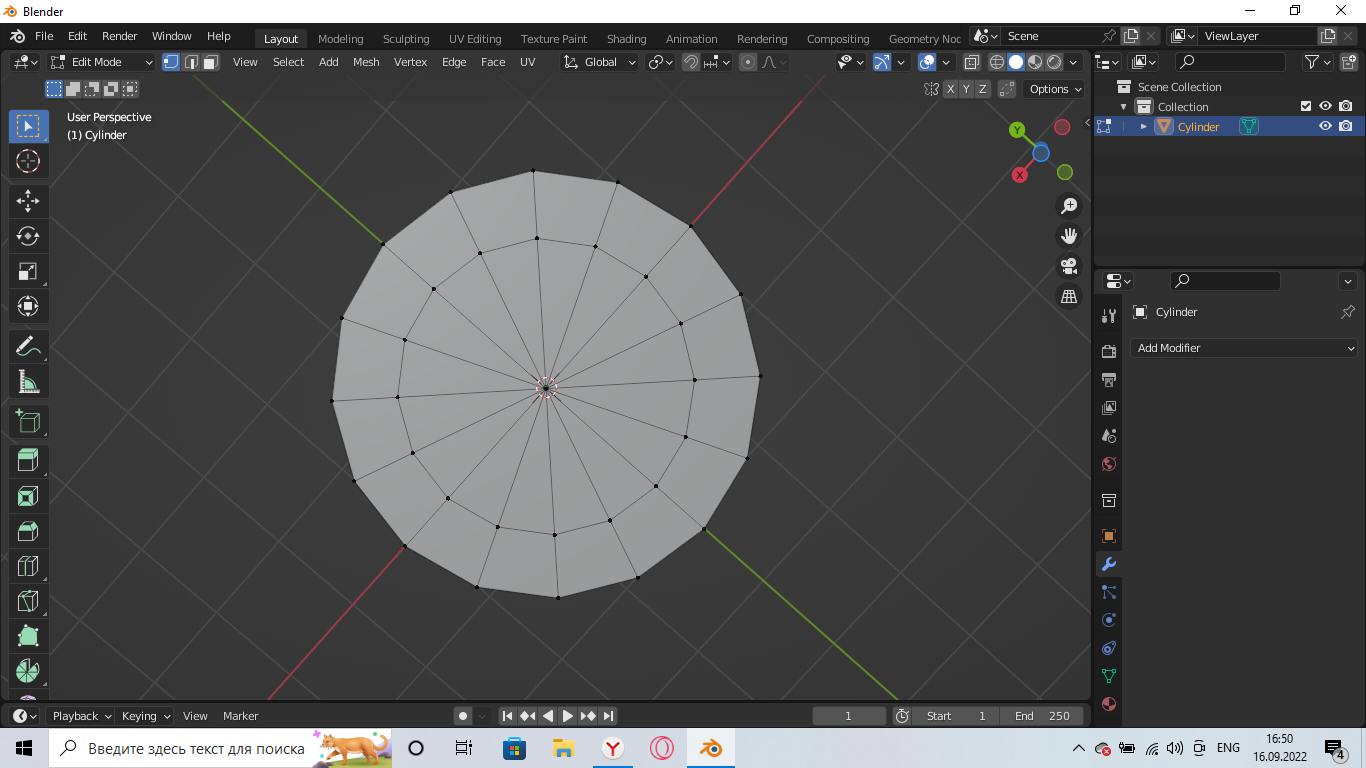 Blender
File Edit Render Window Help Layout Modeling Sculpting UV Editing Texture Paint Shading Animation Rendering Compositing Geometry Noc Scene ViewLayer
Edit Mode View Select Add Mesh Vertex Edge Face UV Global
X Y Z Options
User Perspective
(1) Cylinder
Y
X
Scene Collection
Collection
Cylinder
Cylinder
Add Modifier
Playback Keying View Marker 1 Start 1 End 250
Введите здесь текст для поиска
ENG
16:50
16.09.2022
4